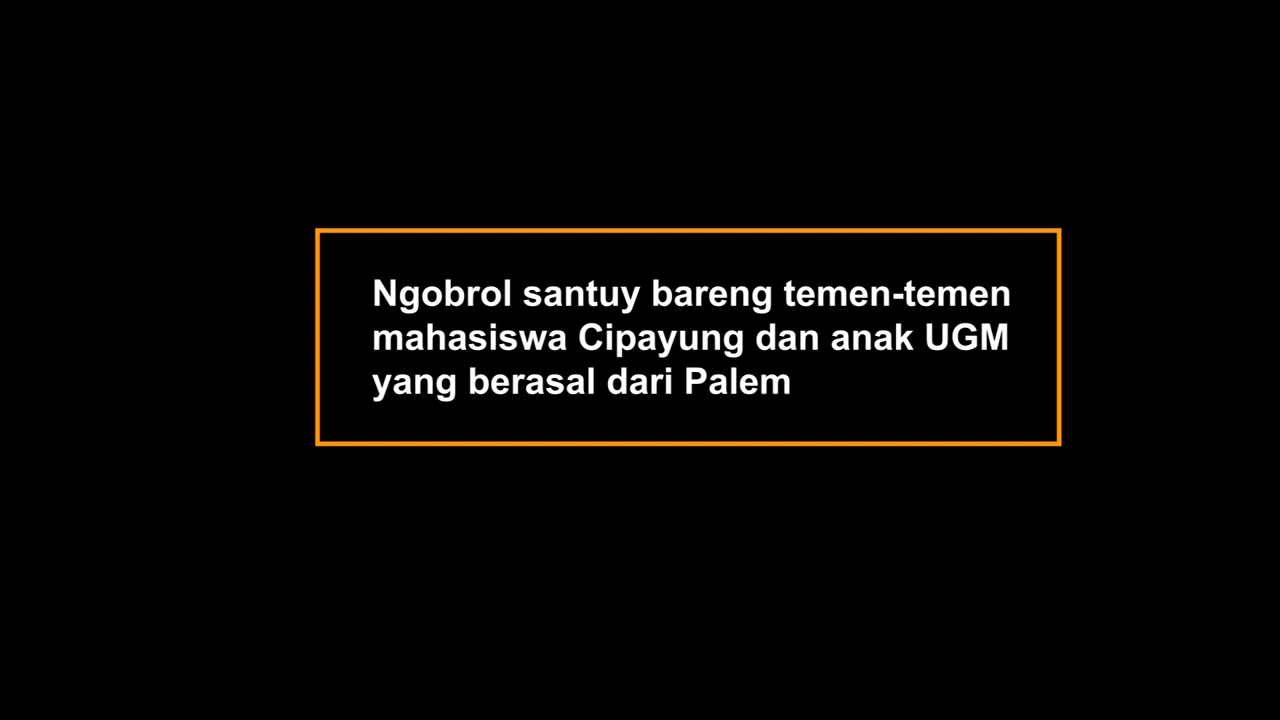 Ngobrol santuy bareng temen-temen
mahasiswa Cipayung dan anak UGM
yang berasal dari Palem